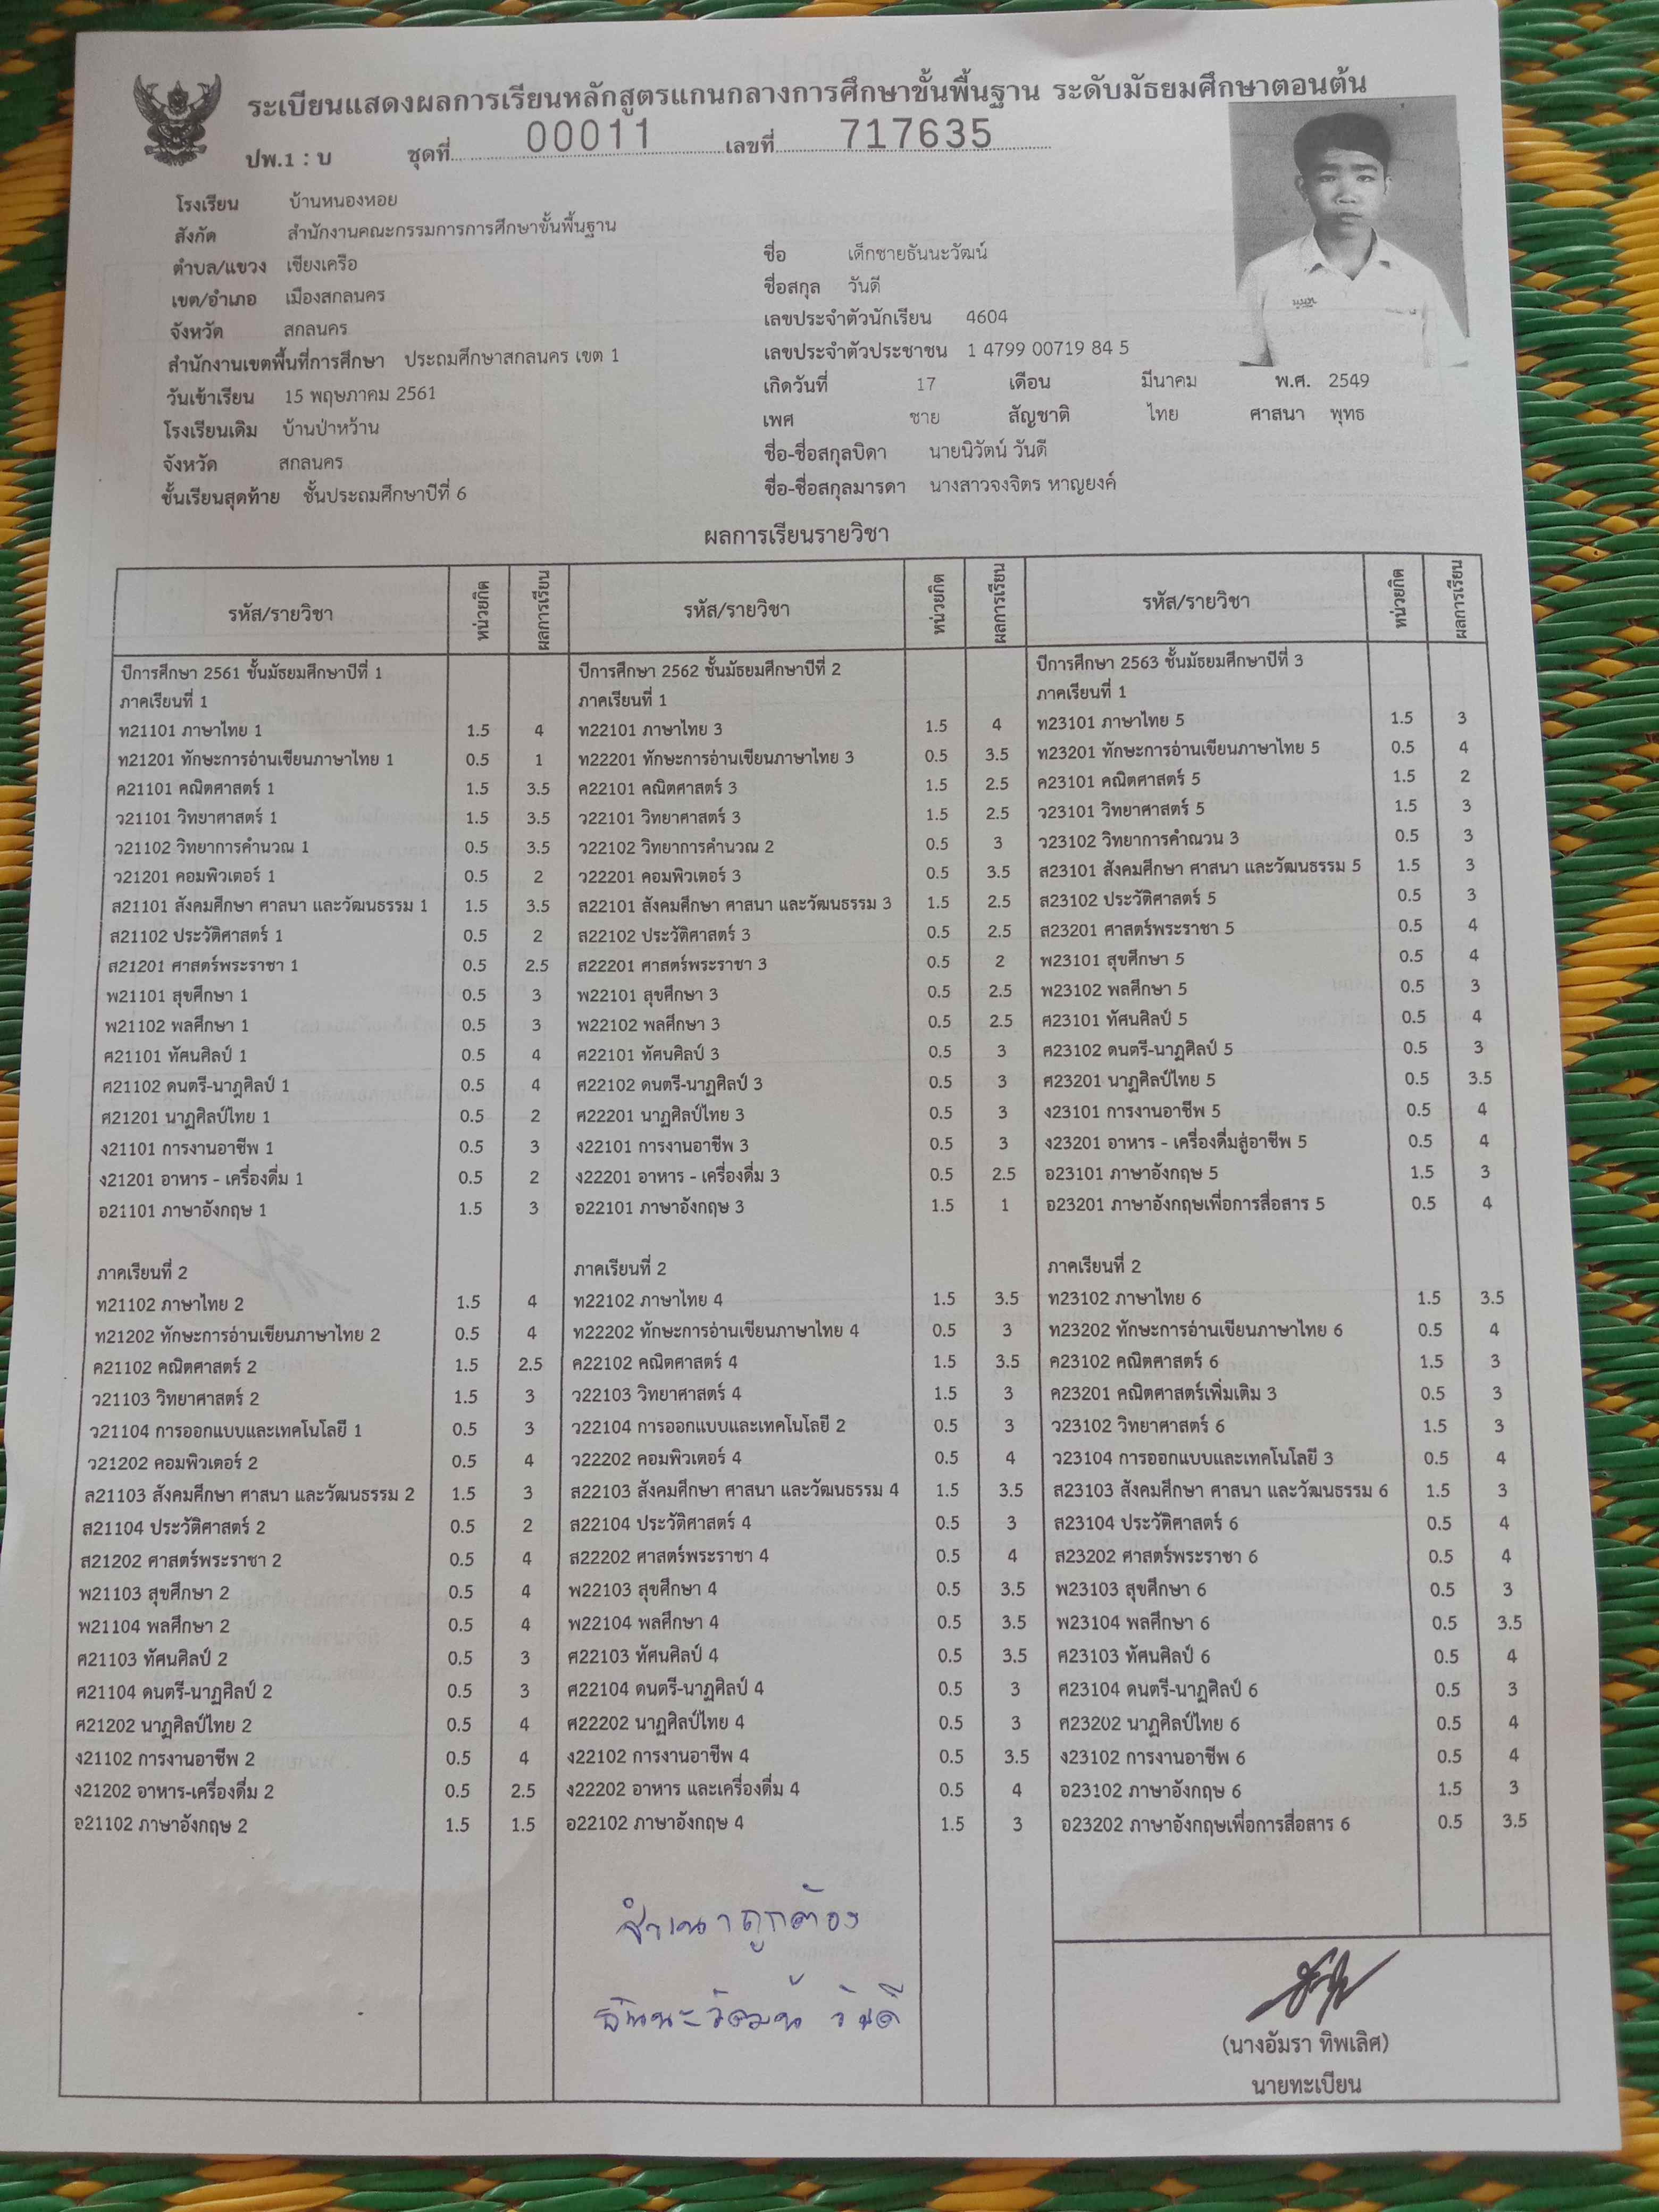 ระเบียนแสดงผลการเรียนหลักสูตรแกนกลางการศึกษาขั้นพื้นฐาน ระดับมัธยมศึกษาตอนต้น
ปพ.1 : บ ชุดที่ 00011 เลขที่ 717635
โรงเรียน บ้านหนองหอย
สังกัด สำนักงานคณะกรรมการการศึกษาขั้นพื้นฐาน
ตำบล/แขวง เชียงเครือ
เขต/อำเภอ เมืองสกลนคร
จังหวัด สกลนคร
สำนักงานเขตพื้นที่การศึกษา ประถมศึกษาสกลนคร เขต 1
วันเข้าเรียน 15 พฤษภาคม 2561
โรงเรียนเดิม บ้านป่าหว้าน
จังหวัด สกลนคร
ชั้นเรียนสุดท้าย ชั้นประถมศึกษาปีที่ 6
ชื่อ เด็กชายธันนะวัฒน์
ชื่อสกุล วันดี
เลขประจำตัวนักเรียน 4604
เลขประจำตัวประชาชน 1 4799 00719 84 5
เกิดวันที่ 17 เดือน มีนาคม พ.ศ. 2549
เพศ ชาย สัญชาติ ไทย ศาสนา พุทธ
ชื่อ-ชื่อสกุลบิดา นายนิวัตน์ วันดี
ชื่อ-ชื่อสกุลมารดา นางสาวจงจิตร หาญยงค์
ผลการเรียนรายวิชา
รหัส/รายวิชา หน่วยกิต ผลการเรียน
ปีการศึกษา 2561 ชั้นมัธยมศึกษาปีที่ 1
ภาคเรียนที่ 1
ท21101 ภาษาไทย 1 1.5 4
ท21201 ทักษะการอ่านเขียนภาษาไทย 1 0.5 1
ค21101 คณิตศาสตร์ 1 1.5 3.5
ว21101 วิทยาศาสตร์ 1 1.5 3.5
ว21102 วิทยาการคำนวณ 1 0.5 3.5
ว21201 คอมพิวเตอร์ 1 0.5 2
ส21101 สังคมศึกษา ศาสนา และวัฒนธรรม 1 1.5 3.5
ส21102 ประวัติศาสตร์ 1 0.5 2
ส21201 ศาสตร์พระราชา 1 0.5 2.5
พ21101 สุขศึกษา 1 0.5 3
พ21102 พลศึกษา 1 0.5 3
ศ21101 ทัศนศิลป์ 1 0.5 4
ศ21102 ดนตรี-นาฏศิลป์ 1 0.5 4
ศ21201 นาฏศิลป์ไทย 1 0.5 2
ง21101 การงานอาชีพ 1 0.5 3
ง21201 อาหาร - เครื่องดื่ม 1 0.5 2
อ21101 ภาษาอังกฤษ 1 1.5 3
ภาคเรียนที่ 2
ท21102 ภาษาไทย 2 1.5 4
ท21202 ทักษะการอ่านเขียนภาษาไทย 2 0.5 4
ค21102 คณิตศาสตร์ 2 1.5 2.5
ว21103 วิทยาศาสตร์ 2 1.5 3
ว21104 การออกแบบและเทคโนโลยี 1 0.5 3
ว21202 คอมพิวเตอร์ 2 0.5 4
ส21103 สังคมศึกษา ศาสนา และวัฒนธรรม 2 1.5 3
ส21104 ประวัติศาสตร์ 2 0.5 2
ส21202 ศาสตร์พระราชา 2 0.5 4
พ21103 สุขศึกษา 2 0.5 4
พ21104 พลศึกษา 2 0.5 4
ศ21103 ทัศนศิลป์ 2 0.5 3
ศ21104 ดนตรี-นาฏศิลป์ 2 0.5 3
ศ21202 นาฏศิลป์ไทย 2 0.5 4
ง21102 การงานอาชีพ 2 0.5 4
ง21202 อาหาร-เครื่องดื่ม 2 0.5 2.5
อ21102 ภาษาอังกฤษ 2 1.5 1.5
รหัส/รายวิชา หน่วยกิต ผลการเรียน
ปีการศึกษา 2562 ชั้นมัธยมศึกษาปีที่ 2
ภาคเรียนที่ 1
ท22101 ภาษาไทย 3 1.5 4
ท22201 ทักษะการอ่านเขียนภาษาไทย 3 0.5 3.5
ค22101 คณิตศาสตร์ 3 1.5 2.5
ว22101 วิทยาศาสตร์ 3 1.5 2.5
ว22102 วิทยาการคำนวณ 2 0.5 3
ว22201 คอมพิวเตอร์ 3 0.5 3.5
ส22101 สังคมศึกษา ศาสนา และวัฒนธรรม 3 1.5 2.5
ส22102 ประวัติศาสตร์ 3 0.5 2.5
ส22201 ศาสตร์พระราชา 3 0.5 2
พ22101 สุขศึกษา 3 0.5 2.5
พ22102 พลศึกษา 3 0.5 2.5
ศ22101 ทัศนศิลป์ 3 0.5 3
ศ22102 ดนตรี-นาฏศิลป์ 3 0.5 3
ศ22201 นาฏศิลป์ไทย 3 0.5 3
ง22101 การงานอาชีพ 3 0.5 3
ง22201 อาหาร - เครื่องดื่ม 3 0.5 2.5
อ22101 ภาษาอังกฤษ 3 1.5 1
ภาคเรียนที่ 2
ท22102 ภาษาไทย 4 1.5 3.5
ท22202 ทักษะการอ่านเขียนภาษาไทย 4 0.5 3
ค22102 คณิตศาสตร์ 4 1.5 3.5
ว22103 วิทยาศาสตร์ 4 1.5 3
ว22104 การออกแบบและเทคโนโลยี 2 0.5 3
ว22202 คอมพิวเตอร์ 4 0.5 4
ส22103 สังคมศึกษา ศาสนา และวัฒนธรรม 4 1.5 3.5
ส22104 ประวัติศาสตร์ 4 0.5 3
ส22202 ศาสตร์พระราชา 4 0.5 4
พ22103 สุขศึกษา 4 0.5 3.5
พ22104 พลศึกษา 4 0.5 3.5
ศ22103 ทัศนศิลป์ 4 0.5 3.5
ศ22104 ดนตรี-นาฏศิลป์ 4 0.5 3
ศ22202 นาฏศิลป์ไทย 4 0.5 3
ง22102 การงานอาชีพ 4 0.5 3.5
ง22202 อาหาร และเครื่องดื่ม 4 0.5 4
อ22102 ภาษาอังกฤษ 4 1.5 3
สำเนาถูกต้อง
ธันนะวัฒน์ วันดี
รหัส/รายวิชา หน่วยกิต ผลการเรียน
ปีการศึกษา 2563 ชั้นมัธยมศึกษาปีที่ 3
ภาคเรียนที่ 1
ท23101 ภาษาไทย 5 1.5 3
ท23201 ทักษะการอ่านเขียนภาษาไทย 5 0.5 4
ค23101 คณิตศาสตร์ 5 1.5 2
ว23101 วิทยาศาสตร์ 5 1.5 3
ว23102 วิทยาการคำณวน 3 0.5 3
ส23101 สังคมศึกษา ศาสนา และวัฒนธรรม 5 1.5 3
ส23102 ประวัติศาสตร์ 5 0.5 3
ส23201 ศาสตร์พระราชา 5 0.5 4
พ23101 สุขศึกษา 5 0.5 4
พ23102 พลศึกษา 5 0.5 3
ศ23101 ทัศนศิลป์ 5 0.5 4
ศ23102 ดนตรี-นาฏศิลป์ 5 0.5 3
ศ23201 นาฏศิลป์ไทย 5 0.5 3.5
ง23101 การงานอาชีพ 5 0.5 4
ง23201 อาหาร - เครื่องดื่มสู่อาชีพ 5 0.5 4
อ23101 ภาษาอังกฤษ 5 1.5 3
อ23201 ภาษาอังกฤษเพื่อการสื่อสาร 5 0.5 4
ภาคเรียนที่ 2
ท23102 ภาษาไทย 6 1.5 3.5
ท23202 ทักษะการอ่านเขียนภาษาไทย 6 0.5 4
ค23102 คณิตศาสตร์ 6 1.5 3
ค23201 คณิตศาสตร์เพิ่มเติม 3 0.5 3
ว23102 วิทยาศาสตร์ 6 1.5 3
ว23104 การออกแบบและเทคโนโลยี 3 0.5 4
ส23103 สังคมศึกษา ศาสนา และวัฒนธรรม 6 1.5 3
ส23104 ประวัติศาสตร์ 6 0.5 4
ส23202 ศาสตร์พระราชา 6 0.5 4
พ23103 สุขศึกษา 6 0.5 3
พ23104 พลศึกษา 6 0.5 3.5
ศ23103 ทัศนศิลป์ 6 0.5 4
ศ23104 ดนตรี-นาฏศิลป์ 6 0.5 3
ศ23202 นาฏศิลป์ไทย 6 0.5 4
ง23102 การงานอาชีพ 6 0.5 4
อ23102 ภาษาอังกฤษ 6 1.5 3
อ23202 ภาษาอังกฤษเพื่อการสื่อสาร 6 0.5 3.5
(นางอัมรา ทิพเลิศ)
นายทะเบียน